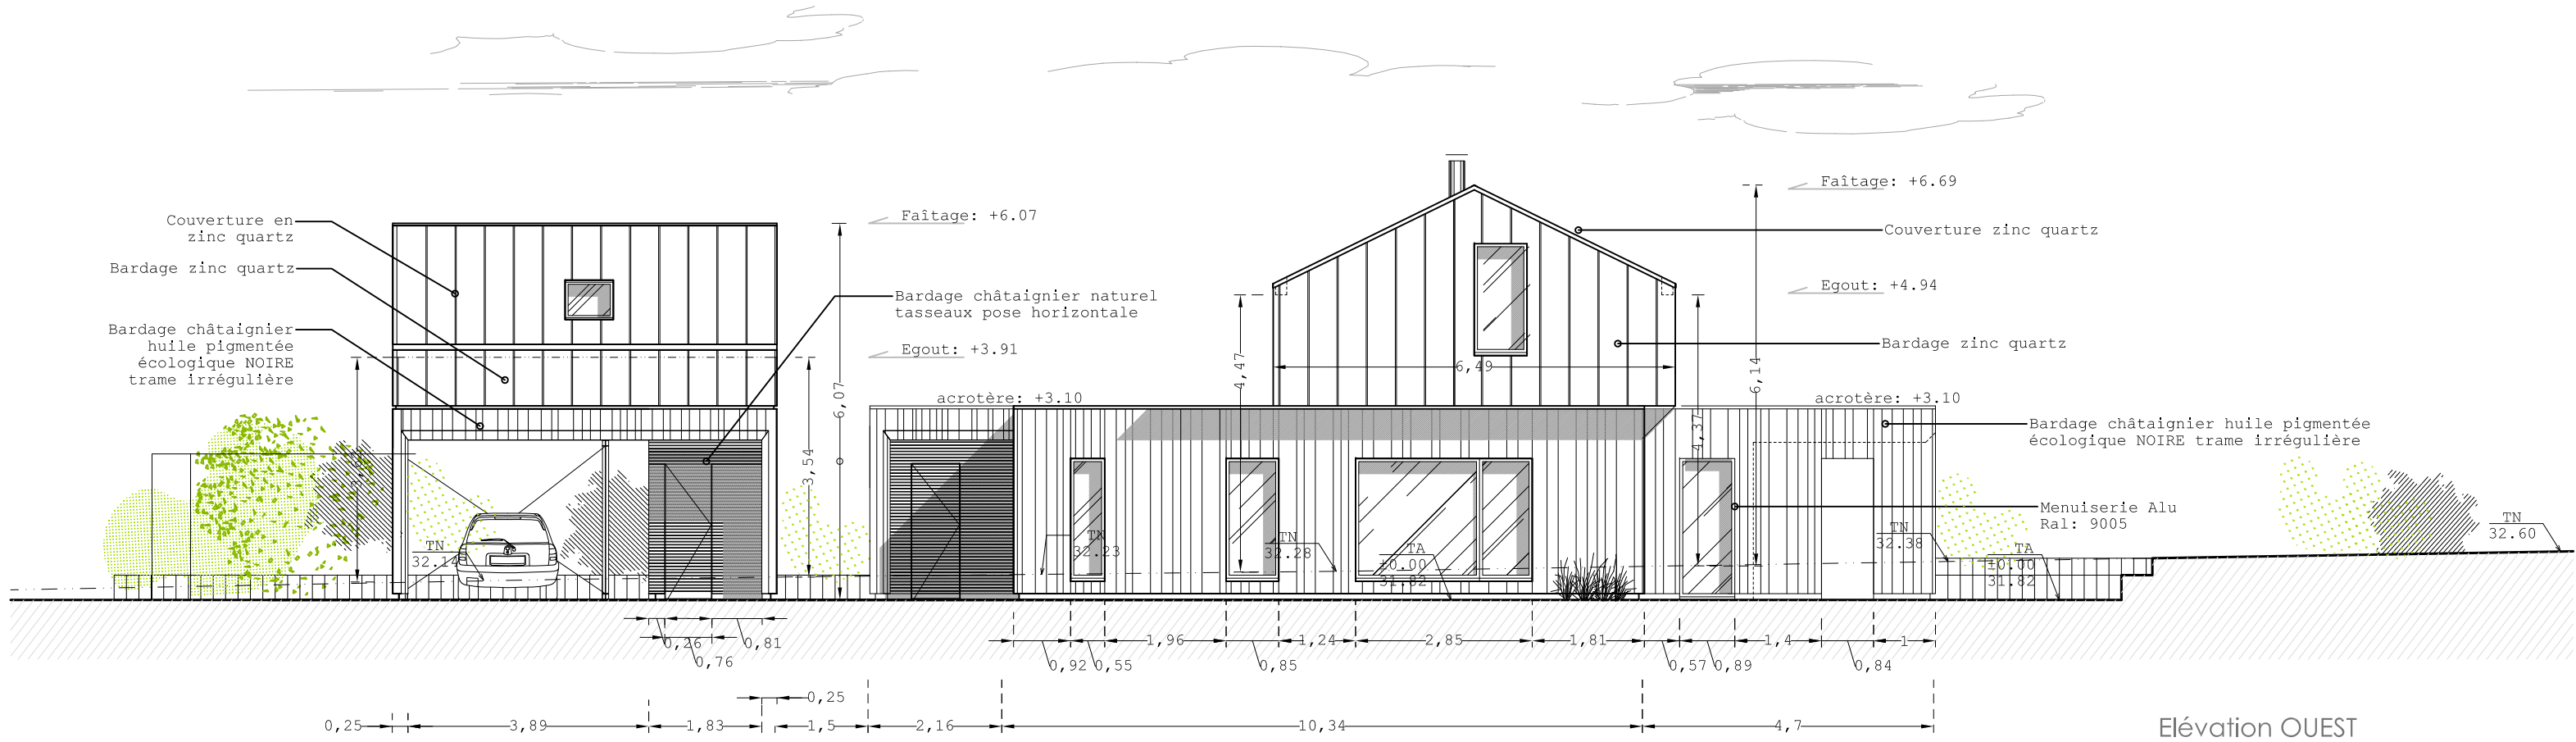 Couverture en
zinc quartz
Bardage zinc quartz
Bardage châtaignier
huile pigmentée
écologique NOIRE
trame irrégulière
Faîtage: +6.07
Bardage châtaignier naturel
tasseaux pose horizontale
Egout: +3.91
6,07
3,54
acrotère: +3.10
4,47
6,49
Faîtage: +6.69
Couverture zinc quartz
Egout: +4.94
Bardage zinc quartz
6,14
4,37
acrotère: +3.10
Bardage châtaignier huile pigmentée
écologique NOIRE trame irrégulière
Menuiserie Alu
Ral: 9005
TN
32.14
TN
32.23
TN
32.28
TA
±0.00
31.82
TN
32.38
TA
±0.00
31.82
TN
32.60
0,26
0,81
0,76
0,92
0,55
1,96
0,85
1,24
2,85
1,81
0,57
0,89
1,4
0,84
1
0,25
0,25
3,89
1,83
1,5
2,16
10,34
4,7
Elévation OUEST